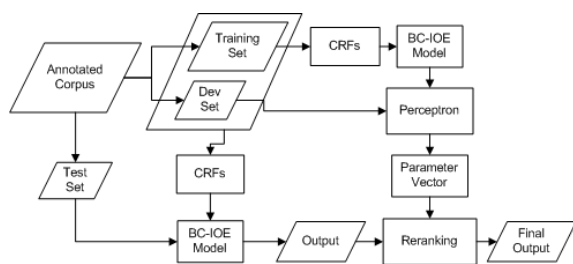 Annotated
Corpus
Training
Set
CRFs
BC-IOE
Model
Dev
Set
Perceptron
Test
Set
CRFs
Parameter
Vector
BC-IOE
Model
Output
Reranking
Final
Output